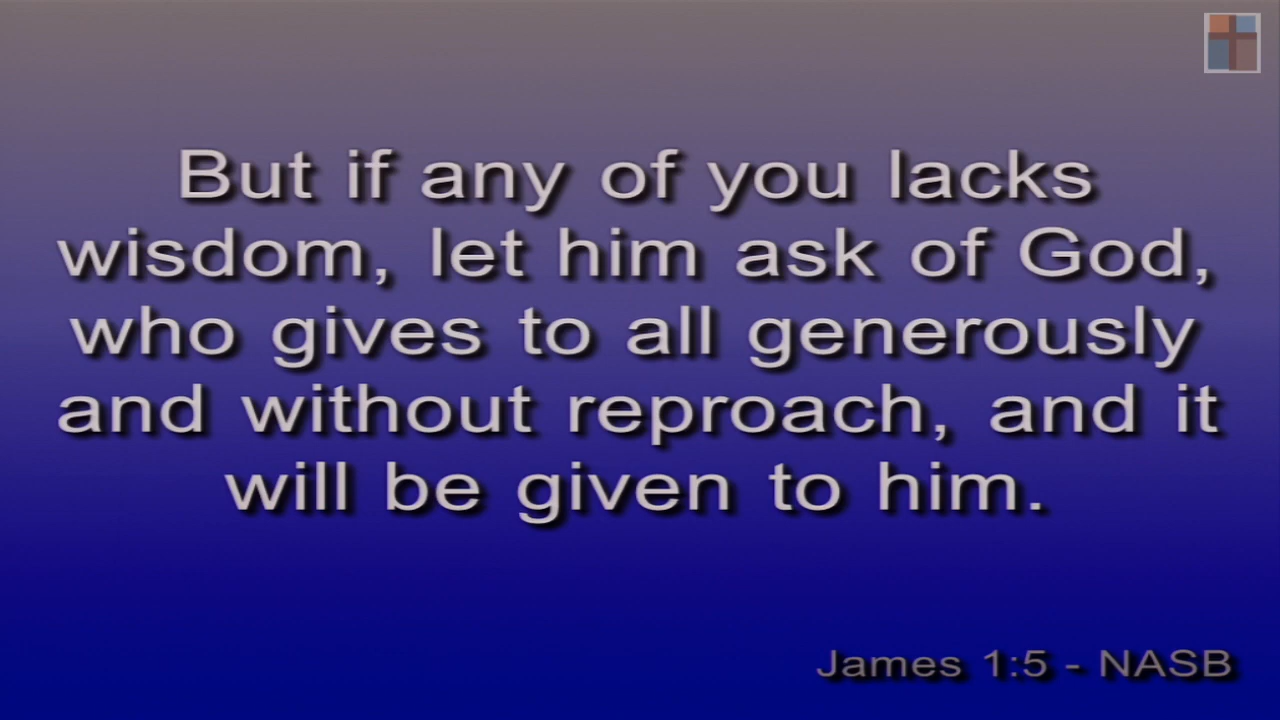 But if any of you lacks
wisdom, let him ask of God,
who gives to all generously
and without reproach, and it
will be given to him.
James 1:5 - NASB